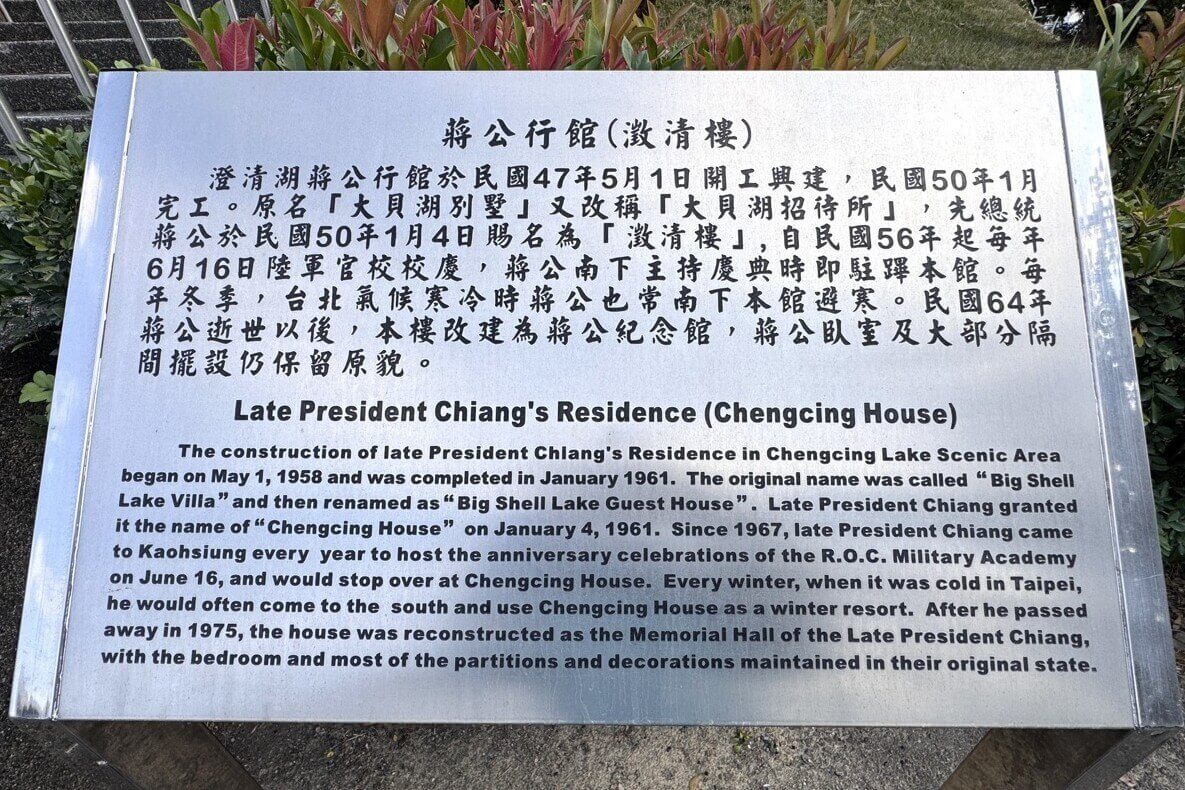 蔣公行館(澂清樓)
澄清湖蔣公行館於民國47年5月1日開工興建，民國50年1月
完工。原名「大貝湖別墅」又改稱「大貝湖招待所」，先總統
蔣公於民國50年1月4日賜名為「澂清樓」,自民國56年起每年
6月16日陸軍官校校慶，蔣公南下主持慶典時即駐蹕本館。每
年冬季，台北氣候寒冷時蔣公也常南下本館避寒。民國64年
蔣公逝世以後，本樓改建為蔣公紀念館，蔣公臥室及大部分隔
間擺設仍保留原貌。
Late President Chiang's Residence (Chengcing House)
The construction of late President ChIang's Residence in Chengcing Lake Scenic Area
began on May 1, 1958 and was completed in January 1961. The original name was called “Big Shell
Lake Villa” and then renamed as “Big Shell Lake Guest House”. Late President Chiang granted
it the name of “Chengcing House” on January 4, 1961. Since 1967, late President Chiang came
to Kaohsiung every year to host the anniversary celebrations of the R.O.C. Military Academy
on June 16, and would stop over at Chengcing House. Every winter, when it was cold in Taipei,
he would often come to the south and use Chengcing House as a winter resort. After he passed
away in 1975, the house was reconstructed as the Memorial Hall of the Late President Chiang,
with the bedroom and most of the partitions and decorations maintained in their original state.